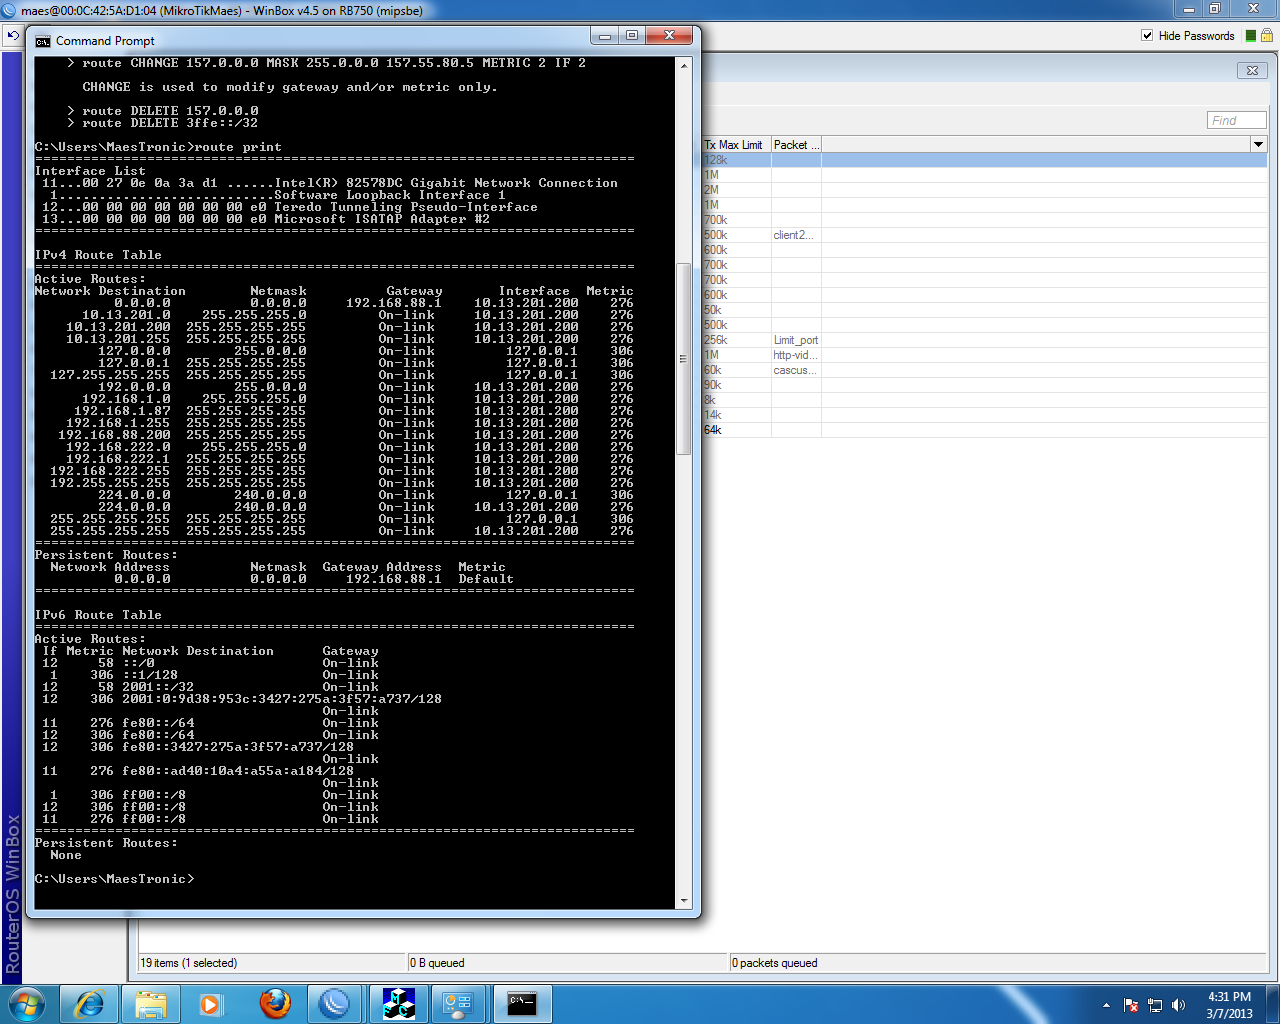 maes@00:0C:42:5A:D1:04 (MikroTikMaes) - WinBox v4.5 on RB750 (mipsbe)
Hide Passwords
Command Prompt
> route CHANGE 157.0.0.0 MASK 255.0.0.0 157.55.80.5 METRIC 2 IF 2
CHANGE is used to modify gateway and/or metric only.
> route DELETE 157.0.0.0
> route DELETE 3ffe::/32
C:\Users\MaesTronic>route print
===========================================================================
Interface List
11...00 27 0e 0a 3a d1 ......Intel(R) 82578DC Gigabit Network Connection
1...........................Software Loopback Interface 1
12...00 00 00 00 00 00 00 e0 Teredo Tunneling Pseudo-Interface
13...00 00 00 00 00 00 00 e0 Microsoft ISATAP Adapter #2
===========================================================================
IPv4 Route Table
===========================================================================
Active Routes:
Network Destination Netmask Gateway Interface Metric
0.0.0.0 0.0.0.0 192.168.88.1 10.13.201.200 276
10.13.201.0 255.255.255.0 On-link 10.13.201.200 276
10.13.201.200 255.255.255.255 On-link 10.13.201.200 276
10.13.201.255 255.255.255.255 On-link 10.13.201.200 276
127.0.0.0 255.0.0.0 On-link 127.0.0.1 306
127.0.0.1 255.255.255.255 On-link 127.0.0.1 306
127.255.255.255 255.255.255.255 On-link 127.0.0.1 306
192.0.0.0 255.0.0.0 On-link 10.13.201.200 276
192.168.1.0 255.255.255.0 On-link 10.13.201.200 276
192.168.1.87 255.255.255.255 On-link 10.13.201.200 276
192.168.1.255 255.255.255.255 On-link 10.13.201.200 276
192.168.88.200 255.255.255.255 On-link 10.13.201.200 276
192.168.222.0 255.255.255.0 On-link 10.13.201.200 276
192.168.222.1 255.255.255.255 On-link 10.13.201.200 276
192.168.222.255 255.255.255.255 On-link 10.13.201.200 276
192.255.255.255 255.255.255.255 On-link 10.13.201.200 276
224.0.0.0 240.0.0.0 On-link 127.0.0.1 306
224.0.0.0 240.0.0.0 On-link 10.13.201.200 276
255.255.255.255 255.255.255.255 On-link 127.0.0.1 306
255.255.255.255 255.255.255.255 On-link 10.13.201.200 276
===========================================================================
Persistent Routes:
Network Address Netmask Gateway Address Metric
0.0.0.0 0.0.0.0 192.168.88.1 Default
===========================================================================
IPv6 Route Table
===========================================================================
Active Routes:
If Metric Network Destination Gateway
12 58 ::/0 On-link
1 306 ::1/128 On-link
12 58 2001::/32 On-link
12 306 2001:0:9d38:953c:3427:275a:3f57:a737/128
On-link
11 276 fe80::/64 On-link
12 306 fe80::/64 On-link
12 306 fe80::3427:275a:3f57:a737/128
On-link
11 276 fe80::ad40:10a4:a55a:a184/128
On-link
1 306 ff00::/8 On-link
12 306 ff00::/8 On-link
11 276 ff00::/8 On-link
===========================================================================
Persistent Routes:
None
C:\Users\MaesTronic>
Find
Tx Max Limit Packet ...
128k
1M
2M
1M
700k
500k client2...
600k
700k
700k
600k
50k
500k
256k Limit_port
1M http-vid...
60k cascus...
90k
8k
14k
64k
RouterOS WinBox
19 items (1 selected) 0 B queued 0 packets queued
4:31 PM
3/7/2013